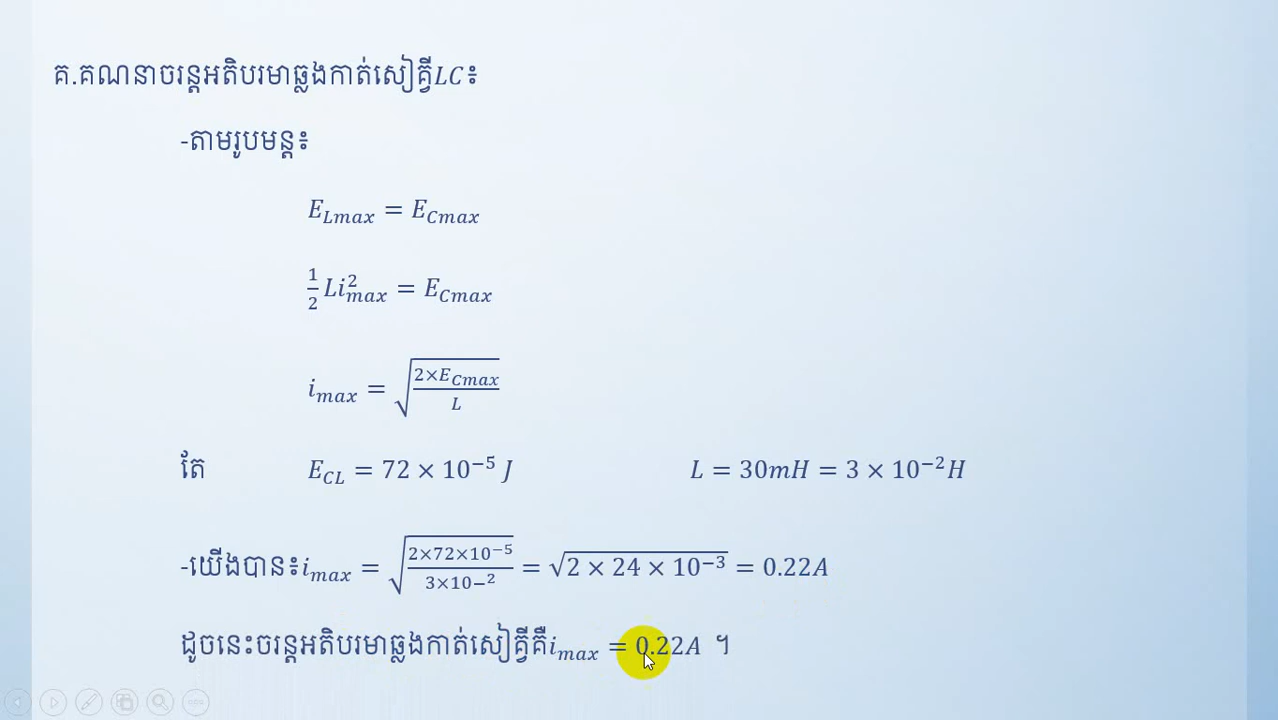 គ.គណនាចរន្តអតិបរមាឆ្លងកាត់សៀគ្វីLC៖
-តាមរូបមន្ត៖
E_{Lmax} = E_{Cmax}
\frac{1}{2} Li_{max}^{2} = E_{Cmax}
i_{max} = \sqrt{\frac{2×E_{Cmax}}{L}}
តែ E_{CL} = 72 × 10^{-5} J L = 30mH = 3 × 10^{-2}H
-យើងបាន៖i_{max} = \sqrt{\frac{2×72×10^{-5}}{3×10-^{2}}} = \sqrt{2 × 24 × 10^{-3}} = 0.22A
ដូចនេះចរន្តអតិបរមាឆ្លងកាត់សៀគ្វីគឺi_{max} = 0.22A ។